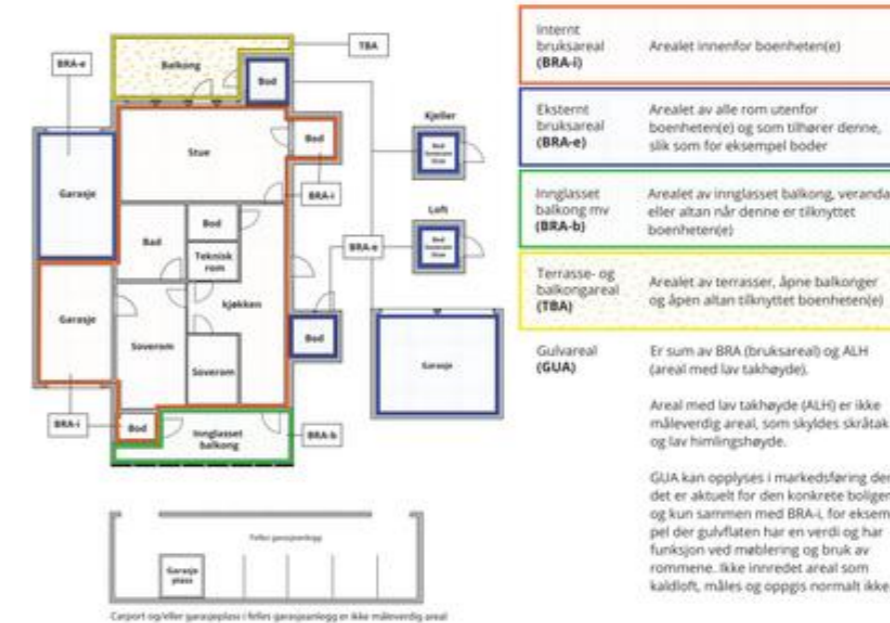 TBA
BRA-e
Balkong
Bod
Kjeller
Stue
Bod
Bod
Garasje
BRA-i
Loft
Bod
Bad
Teknisk
rom
BRA-e
Bod
kjøkken
Garasje
Soverom
Bod
Garasje
Soverom
BRA-i
Bod
Innglasset
balkong
BRA-b
Felles garasjeanlegg
Garasje
plass
Carport og/eller garasjeplass i felles garasjeanlegg er ikke måleverdig areal
Internt
bruksareal
(BRA-i)
Arealet innenfor boenheten(e)
Eksternt
bruksareal
(BRA-e)
Arealet av alle rom utenfor
boenheten(e) og som tilhører denne,
slik som for eksempel boder
Innglasset
balkong mv
(BRA-b)
Arealet av innglasset balkong, veranda
eller altan når denne er tilknyttet
boenheten(e)
Terrasse- og
balkongareal
(TBA)
Arealet av terrasser, åpne balkonger
og åpen altan tilknyttet boenheten(e)
Gulvareal
(GUA)
Er sum av BRA (bruksareal) og ALH
(areal med lav takhøyde).
Areal med lav takhøyde (ALH) er ikke
måleverdig areal, som skyldes skråtak
og lav himlingshøyde.
GUA kan opplyses i markedsføring der
det er aktuelt for den konkrete boligen
og kun sammen med BRA-i, for eksem-
pel der gulvflaten har en verdi og har
funksjon ved møblering og bruk av
rommene. Ikke innredet areal som
kaldloft, måles og oppgis normalt ikke